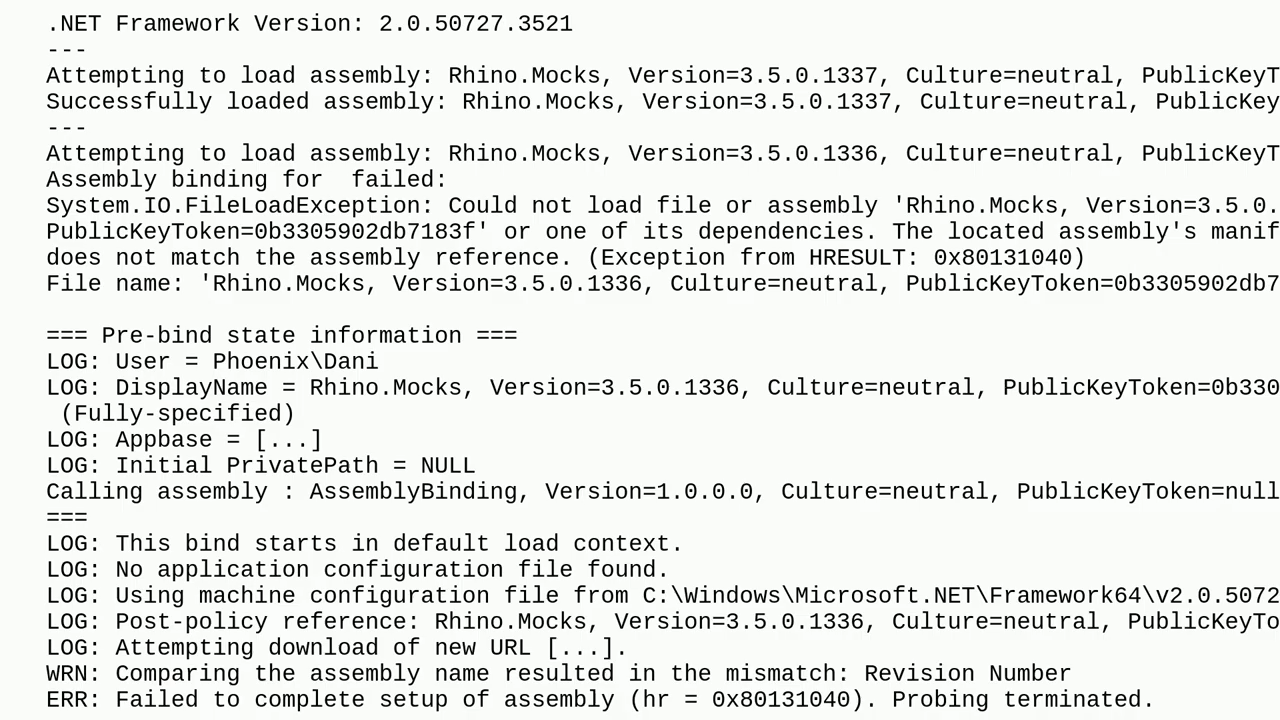 .NET Framework Version: 2.0.50727.3521
---
Attempting to load assembly: Rhino.Mocks, Version=3.5.0.1337, Culture=neutral, PublicKeyT
Successfully loaded assembly: Rhino.Mocks, Version=3.5.0.1337, Culture=neutral, PublicKey
---
Attempting to load assembly: Rhino.Mocks, Version=3.5.0.1336, Culture=neutral, PublicKeyT
Assembly binding for  failed:
System.IO.FileLoadException: Could not load file or assembly 'Rhino.Mocks, Version=3.5.0.
PublicKeyToken=0b3305902db7183f' or one of its dependencies. The located assembly's manif
does not match the assembly reference. (Exception from HRESULT: 0x80131040)
File name: 'Rhino.Mocks, Version=3.5.0.1336, Culture=neutral, PublicKeyToken=0b3305902db7

=== Pre-bind state information ===
LOG: User = Phoenix\Dani
LOG: DisplayName = Rhino.Mocks, Version=3.5.0.1336, Culture=neutral, PublicKeyToken=0b330
 (Fully-specified)
LOG: Appbase = [...]
LOG: Initial PrivatePath = NULL
Calling assembly : AssemblyBinding, Version=1.0.0.0, Culture=neutral, PublicKeyToken=null
===
LOG: This bind starts in default load context.
LOG: No application configuration file found.
LOG: Using machine configuration file from C:\Windows\Microsoft.NET\Framework64\v2.0.5072
LOG: Post-policy reference: Rhino.Mocks, Version=3.5.0.1336, Culture=neutral, PublicKeyTo
LOG: Attempting download of new URL [...].
WRN: Comparing the assembly name resulted in the mismatch: Revision Number
ERR: Failed to complete setup of assembly (hr = 0x80131040). Probing terminated.